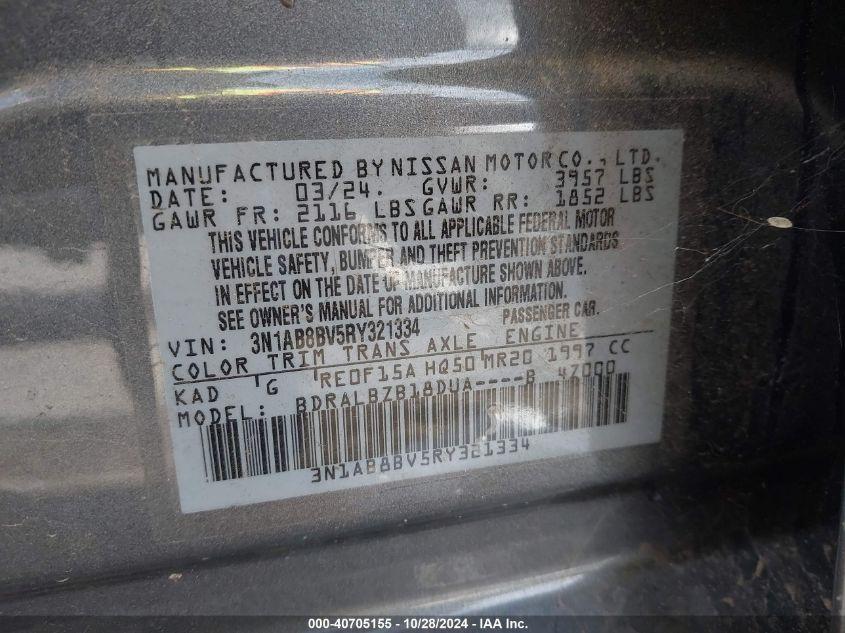 MANUFACTURED BY NISSAN MOTOR CO., LTD.
DATE: 03/24. GVWR: 3957 LBS
GAWR FR: 2116 LBS GAWR RR: 1852 LBS
THIS VEHICLE CONFORMS TO ALL APPLICABLE FEDERAL MOTOR
VEHICLE SAFETY, BUMPER AND THEFT PREVENTION STANDARDS
IN EFFECT ON THE DATE OF MANUFACTURE SHOWN ABOVE.
SEE OWNER'S MANUAL FOR ADDITIONAL INFORMATION.
VIN: 3N1AB8BV5RY321334 PASSENGER CAR.
COLOR TRIM TRANS AXLE ENGINE
KAD G RE0F15A HQ50 MR20 1997 CC
MODEL: BDRALBZB18DUA----B 47000
3N1AB8BV5RY321334
000-40705155 - 10/28/2024 - IAA Inc.